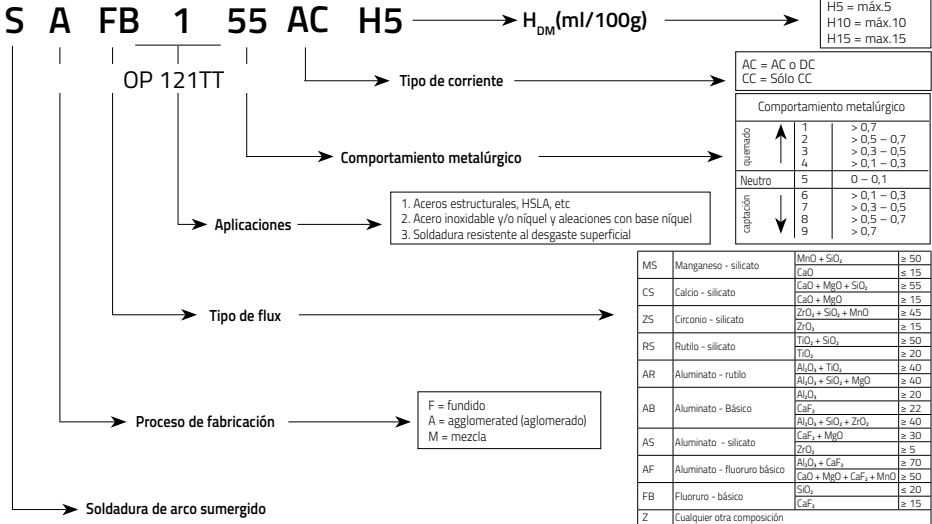 S A FB 1 55 AC H5
H_DM(ml/100g)
H5 = máx.5
H10 = máx.10
H15 = max.15
OP 121TT
Tipo de corriente
AC = AC o DC
CC = Sólo CC
Comportamiento metalúrgico
Comportamiento metalúrgico
quemado
1 > 0,7
2 > 0,5 – 0,7
3 > 0,3 – 0,5
4 > 0,1 – 0,3
Neutro 5 0 – 0,1
captación
6 > 0,1 – 0,3
7 > 0,3 – 0,5
8 > 0,5 – 0,7
9 > 0,7
Aplicaciones
1. Aceros estructurales, HSLA, etc
2. Acero inoxidable y/o níquel y aleaciones con base níquel
3. Soldadura resistente al desgaste superficial
Tipo de flux
MS Manganeso - silicato MnO + SiO₂ ≥ 50
CaO ≤ 15
CS Calcio - silicato CaO + MgO + SiO₂ ≥ 55
CaO + MgO ≥ 15
ZS Circonio - silicato ZrO₂ + SiO₂ + MnO ≥ 45
ZrO₂ ≥ 15
RS Rutilo - silicato TiO₂ + SiO₂ ≥ 50
TiO₂ ≥ 20
AR Aluminato - rutilo Al₂O₃ + TiO₂ ≥ 40
Al₂O₃ + SiO₂ + MgO ≥ 40
AB Aluminato - Básico Al₂O₃ ≥ 20
CaF₂ ≥ 22
Al₂O₃ + SiO₂ + ZrO₂ ≥ 40
AS Aluminato - silicato CaF₂ + MgO ≥ 30
ZrO₂ ≥ 5
AF Aluminato - fluoruro básico Al₂O₃ + CaF₂ ≥ 70
CaO + MgO + CaF₂ + MnO ≥ 50
FB Fluoruro - básico SiO₂ ≤ 20
CaF₂ ≥ 15
Z Cualquier otra composición
Proceso de fabricación
F = fundido
A = agglomerated (aglomerado)
M = mezcla
Soldadura de arco sumergido